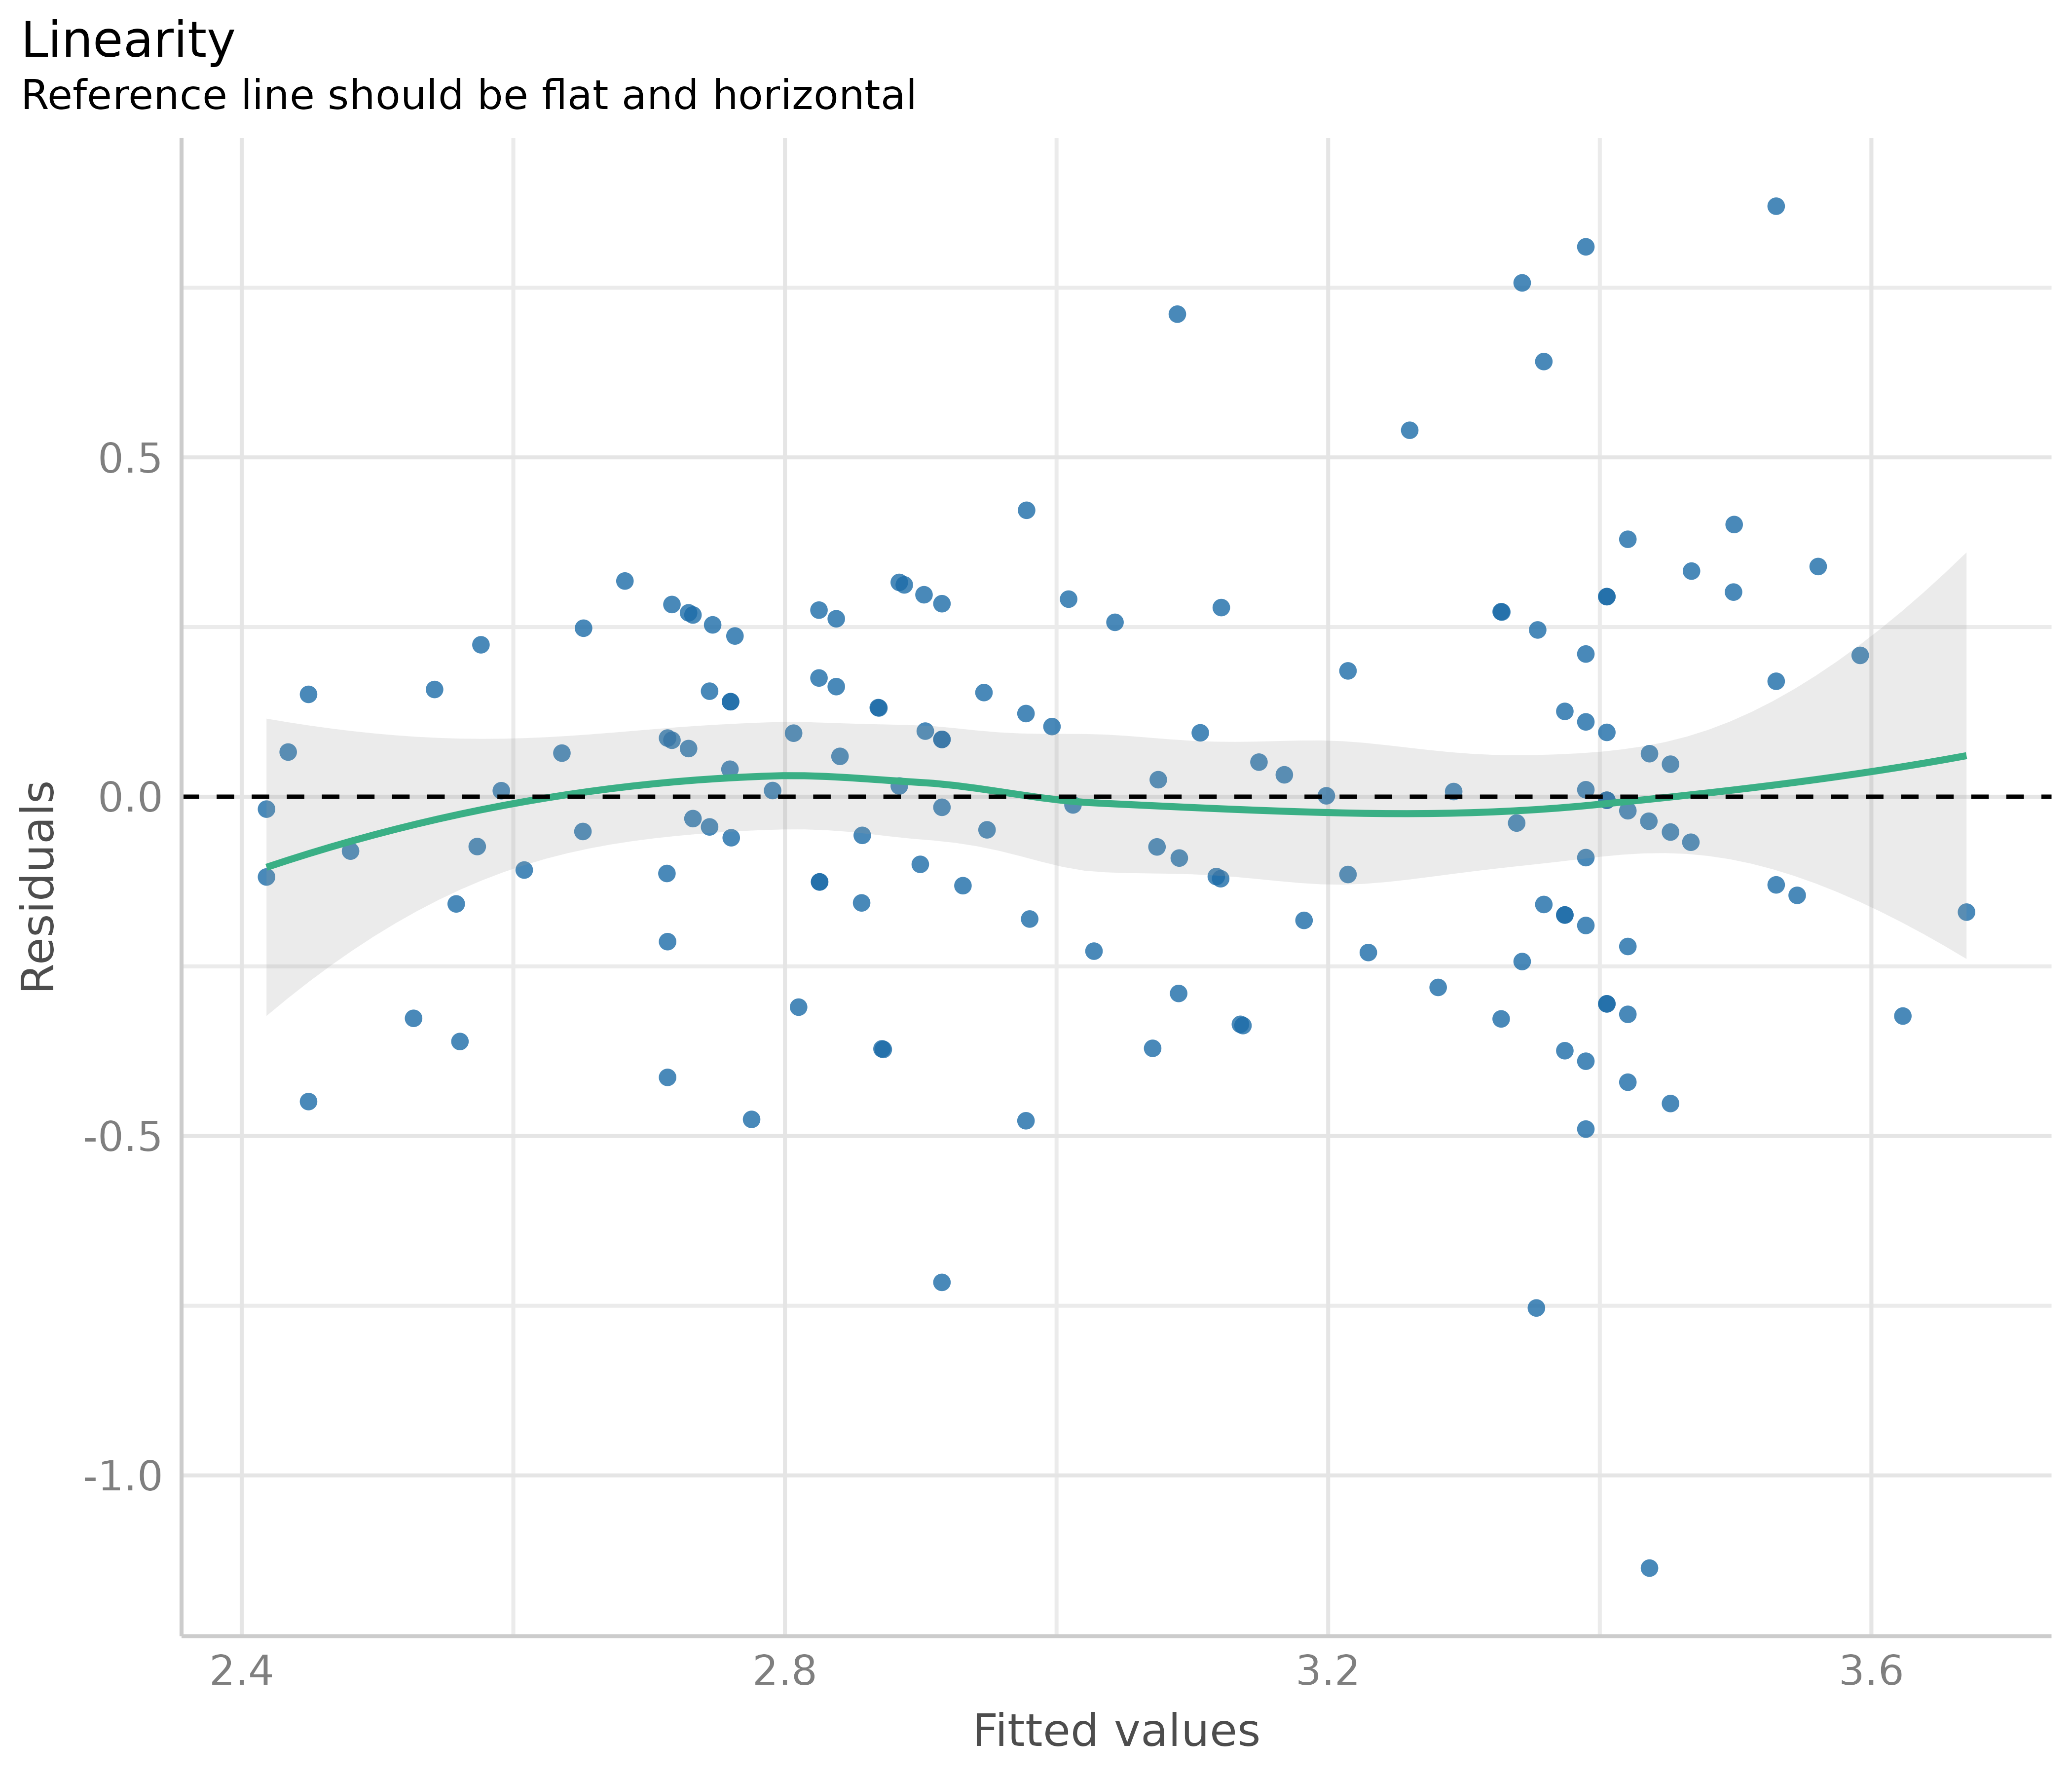 Linearity
Reference line should be flat and horizontal
Residuals
0.5
0.0
-0.5
-1.0
2.4 2.8 3.2 3.6
Fitted values